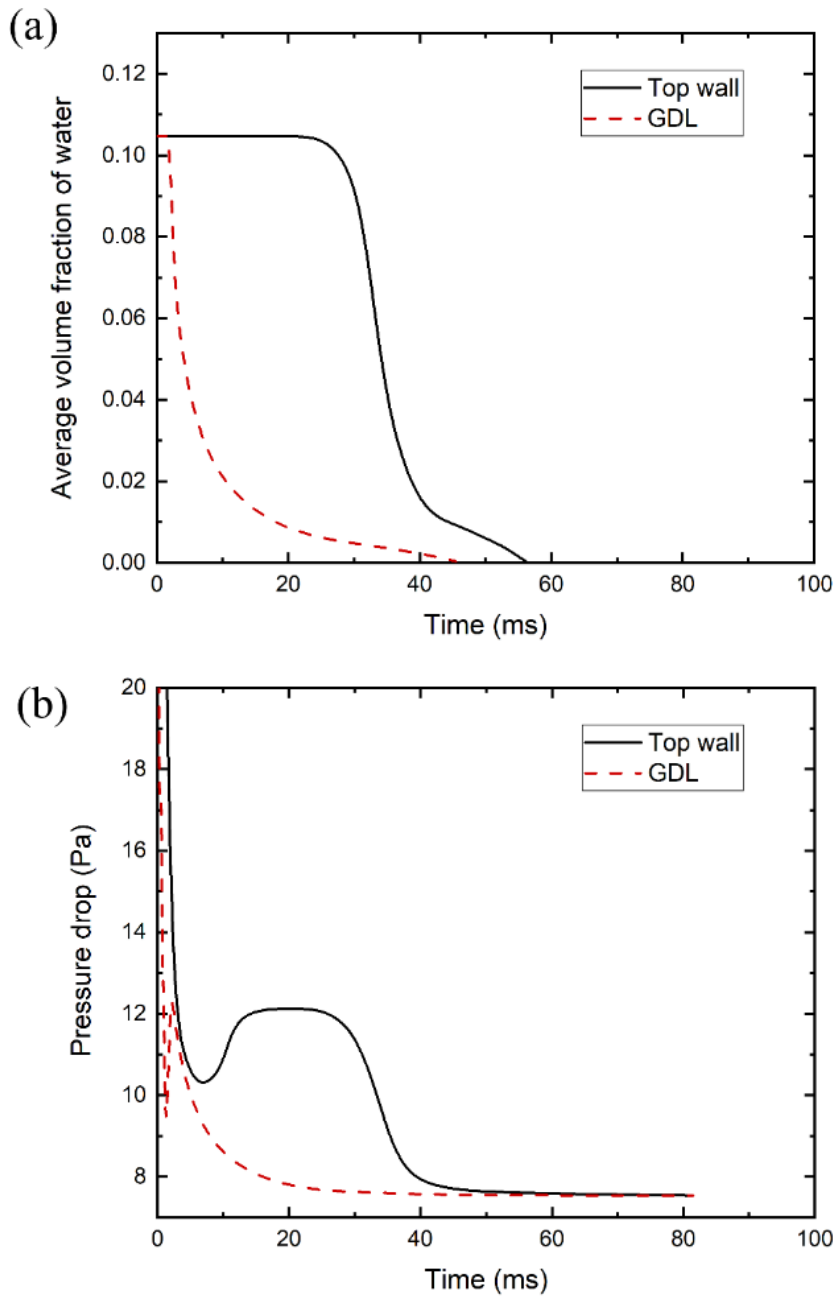 (a)
Average volume fraction of water
0.12
0.10
0.08
0.06
0.04
0.02
0.00
Top wall
GDL
0 20 40 60 80 100
Time (ms)
(b)
Pressure drop (Pa)
20
18
16
14
12
10
8
Top wall
GDL
0 20 40 60 80 100
Time (ms)